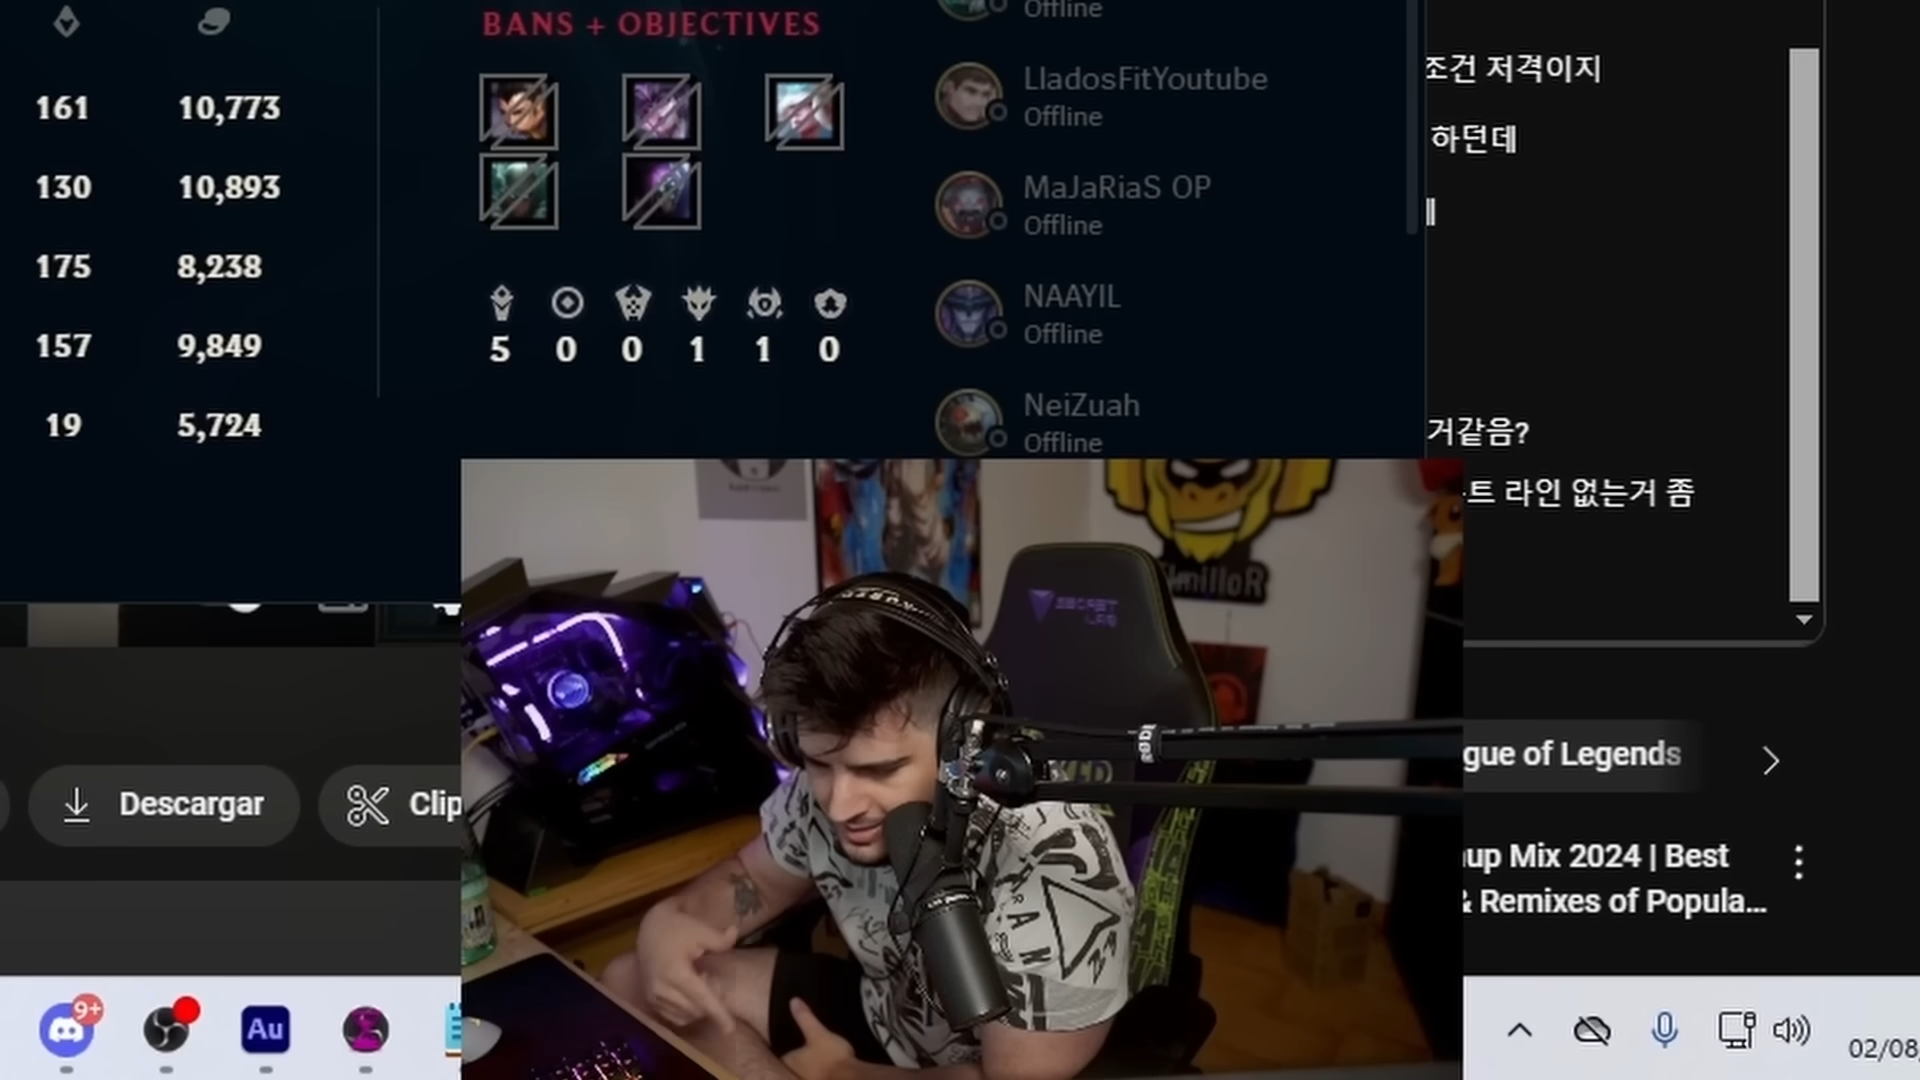 BANS + OBJECTIVES
Offline
161 10,773
130 10,893
175 8,238
157 9,849
19 5,724
5 0 0 1 1 0
LladosFitYoutube
Offline
MaJaRiaS OP
Offline
NAAYIL
Offline
NeiZuah
Offline
조건 저격이지
하던데
거같음?
트 라인 없는거 좀
SECRET
LAB
Descargar
Clip
gue of Legends
up Mix 2024 | Best
& Remixes of Popula...
9+
Au
02/08